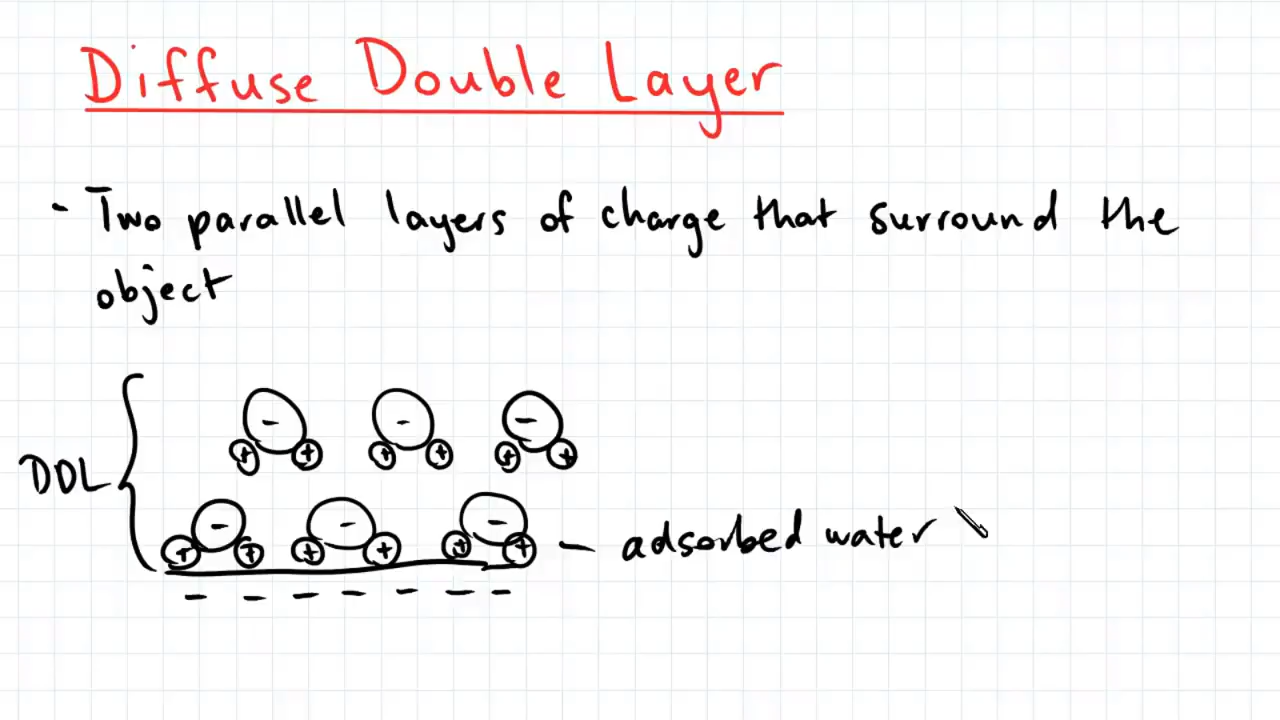 Diffuse Double Layer
- Two parallel layers of charge that surround the
object
DDL
- - -
+ + + + + +
- - -
+ + + + + +
- adsorbed water
- - - - - - -